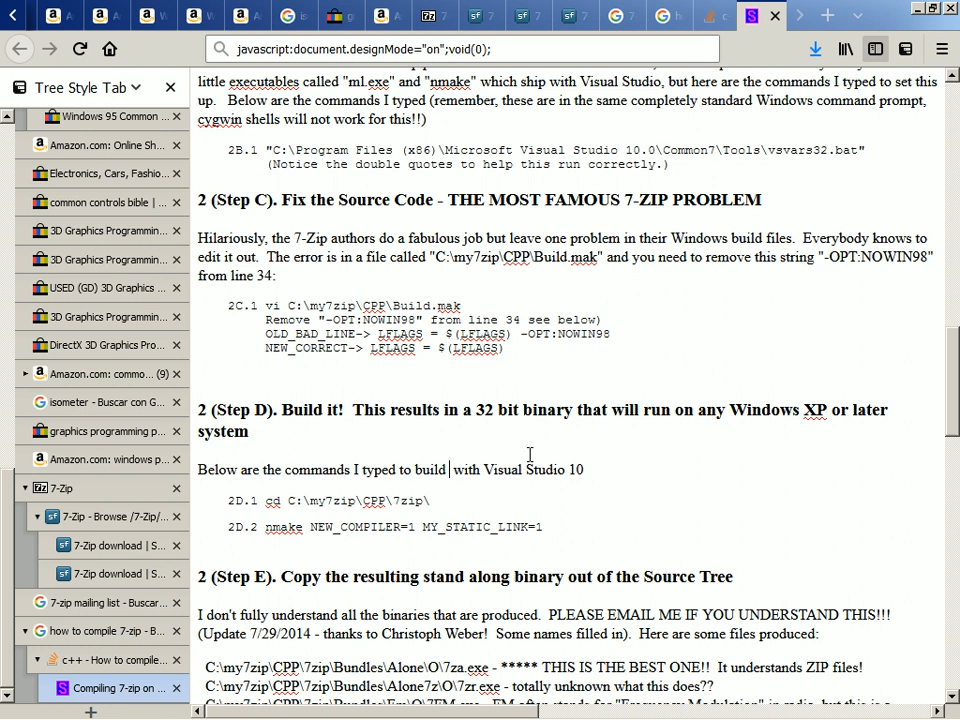 javascript:document.designMode="on";void(0);
Tree Style Tab
Windows 95 Common ...
Amazon.com: Online Sh...
Electronics, Cars, Fashio...
common controls bible | ...
3D Graphics Programmin...
3D Graphics Programmin...
USED (GD) 3D Graphics ...
3D Graphics Programmin...
DirectX 3D Graphics Pro...
Amazon.com: commo... (9)
isometer - Buscar con G...
graphics programming p...
Amazon.com: windows p...
7-Zip
7-Zip - Browse /7-Zip/...
7-Zip download | S...
7-Zip download | S...
7-zip mailing list - Buscar...
how to compile 7-zip - B...
c++ - How to compile...
Compiling 7-zip on ...
little executables called "ml.exe" and "nmake" which ship with Visual Studio, but here are the commands I typed to set this
up. Below are the commands I typed (remember, these are in the same completely standard Windows command prompt,
cygwin shells will not work for this!!)
2B.1 "C:\Program Files (x86)\Microsoft Visual Studio 10.0\Common7\Tools\vsvars32.bat"
(Notice the double quotes to help this run correctly.)
2 (Step C). Fix the Source Code - THE MOST FAMOUS 7-ZIP PROBLEM
Hilariously, the 7-Zip authors do a fabulous job but leave one problem in their Windows build files. Everybody knows to
edit it out. The error is in a file called "C:\my7zip\CPP\Build.mak" and you need to remove this string "-OPT:NOWIN98"
from line 34:
2C.1 vi C:\my7zip\CPP\Build.mak
Remove "-OPT:NOWIN98" from line 34 see below)
OLD_BAD_LINE-> LFLAGS = $(LFLAGS) -OPT:NOWIN98
NEW_CORRECT-> LFLAGS = $(LFLAGS)
2 (Step D). Build it! This results in a 32 bit binary that will run on any Windows XP or later
system
Below are the commands I typed to build with Visual Studio 10
2D.1 cd C:\my7zip\CPP\7zip\
2D.2 nmake NEW_COMPILER=1 MY_STATIC_LINK=1
2 (Step E). Copy the resulting stand along binary out of the Source Tree
I don't fully understand all the binaries that are produced. PLEASE EMAIL ME IF YOU UNDERSTAND THIS!!!
(Update 7/29/2014 - thanks to Christoph Weber! Some names filled in). Here are some files produced:
C:\my7zip\CPP\7zip\Bundles\Alone\O\7za.exe - ***** THIS IS THE BEST ONE!! It understands ZIP files!
C:\my7zip\CPP\7zip\Bundles\Alone7z\O\7zr.exe - totally unknown what this does??